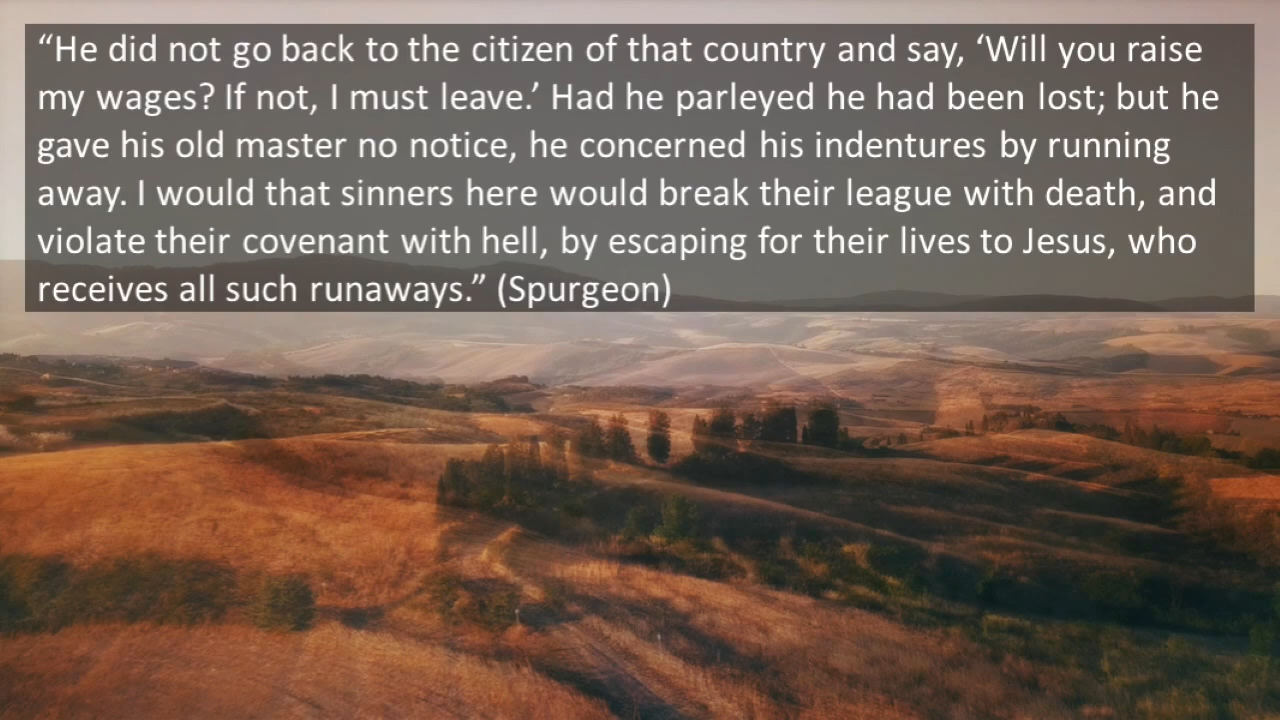 “He did not go back to the citizen of that country and say, ‘Will you raise
my wages? If not, I must leave.’ Had he parleyed he had been lost; but he
gave his old master no notice, he concerned his indentures by running
away. I would that sinners here would break their league with death, and
violate their covenant with hell, by escaping for their lives to Jesus, who
receives all such runaways.” (Spurgeon)